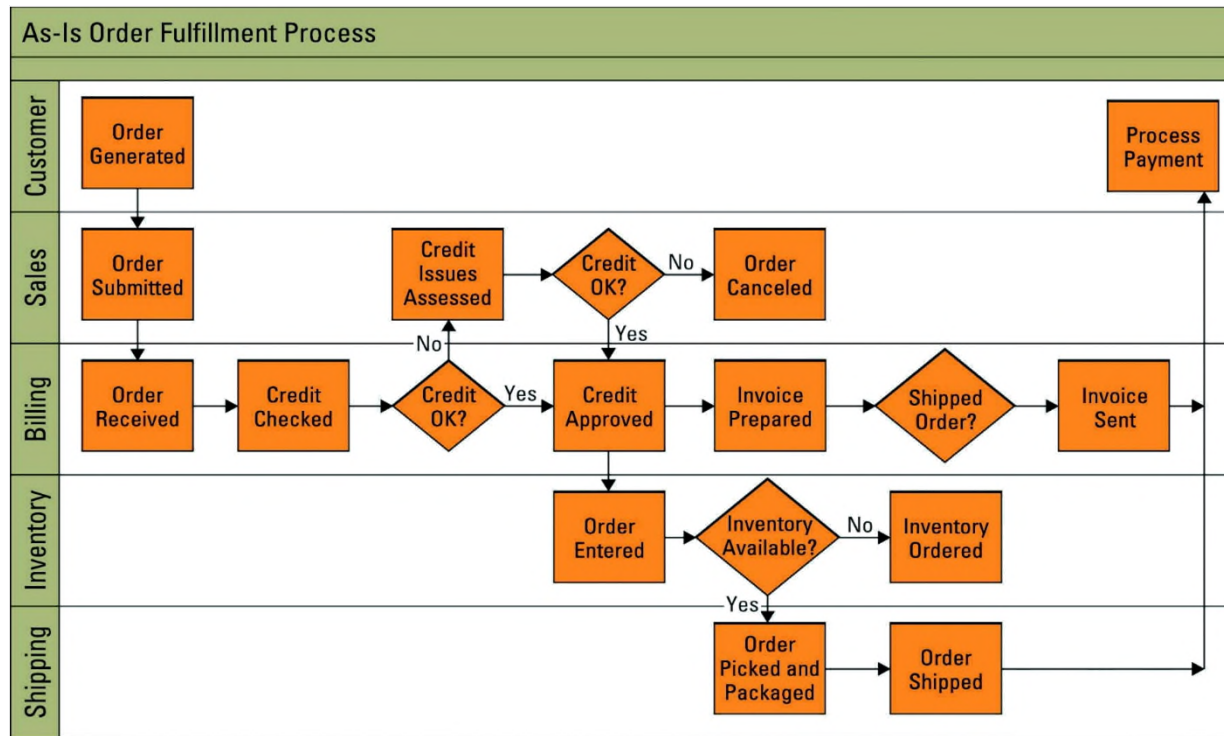 As-Is Order Fulfillment Process
Customer
Order
Generated
Process
Payment
Sales
Order
Submitted
Credit
Issues
Assessed
Credit
OK?
No
Order
Canceled
No
Yes
Billing
Order
Received
Credit
Checked
Credit
OK?
Yes
Credit
Approved
Invoice
Prepared
Shipped
Order?
Invoice
Sent
Inventory
Order
Entered
Inventory
Available?
No
Inventory
Ordered
Yes
Shipping
Order
Picked and
Packaged
Order
Shipped